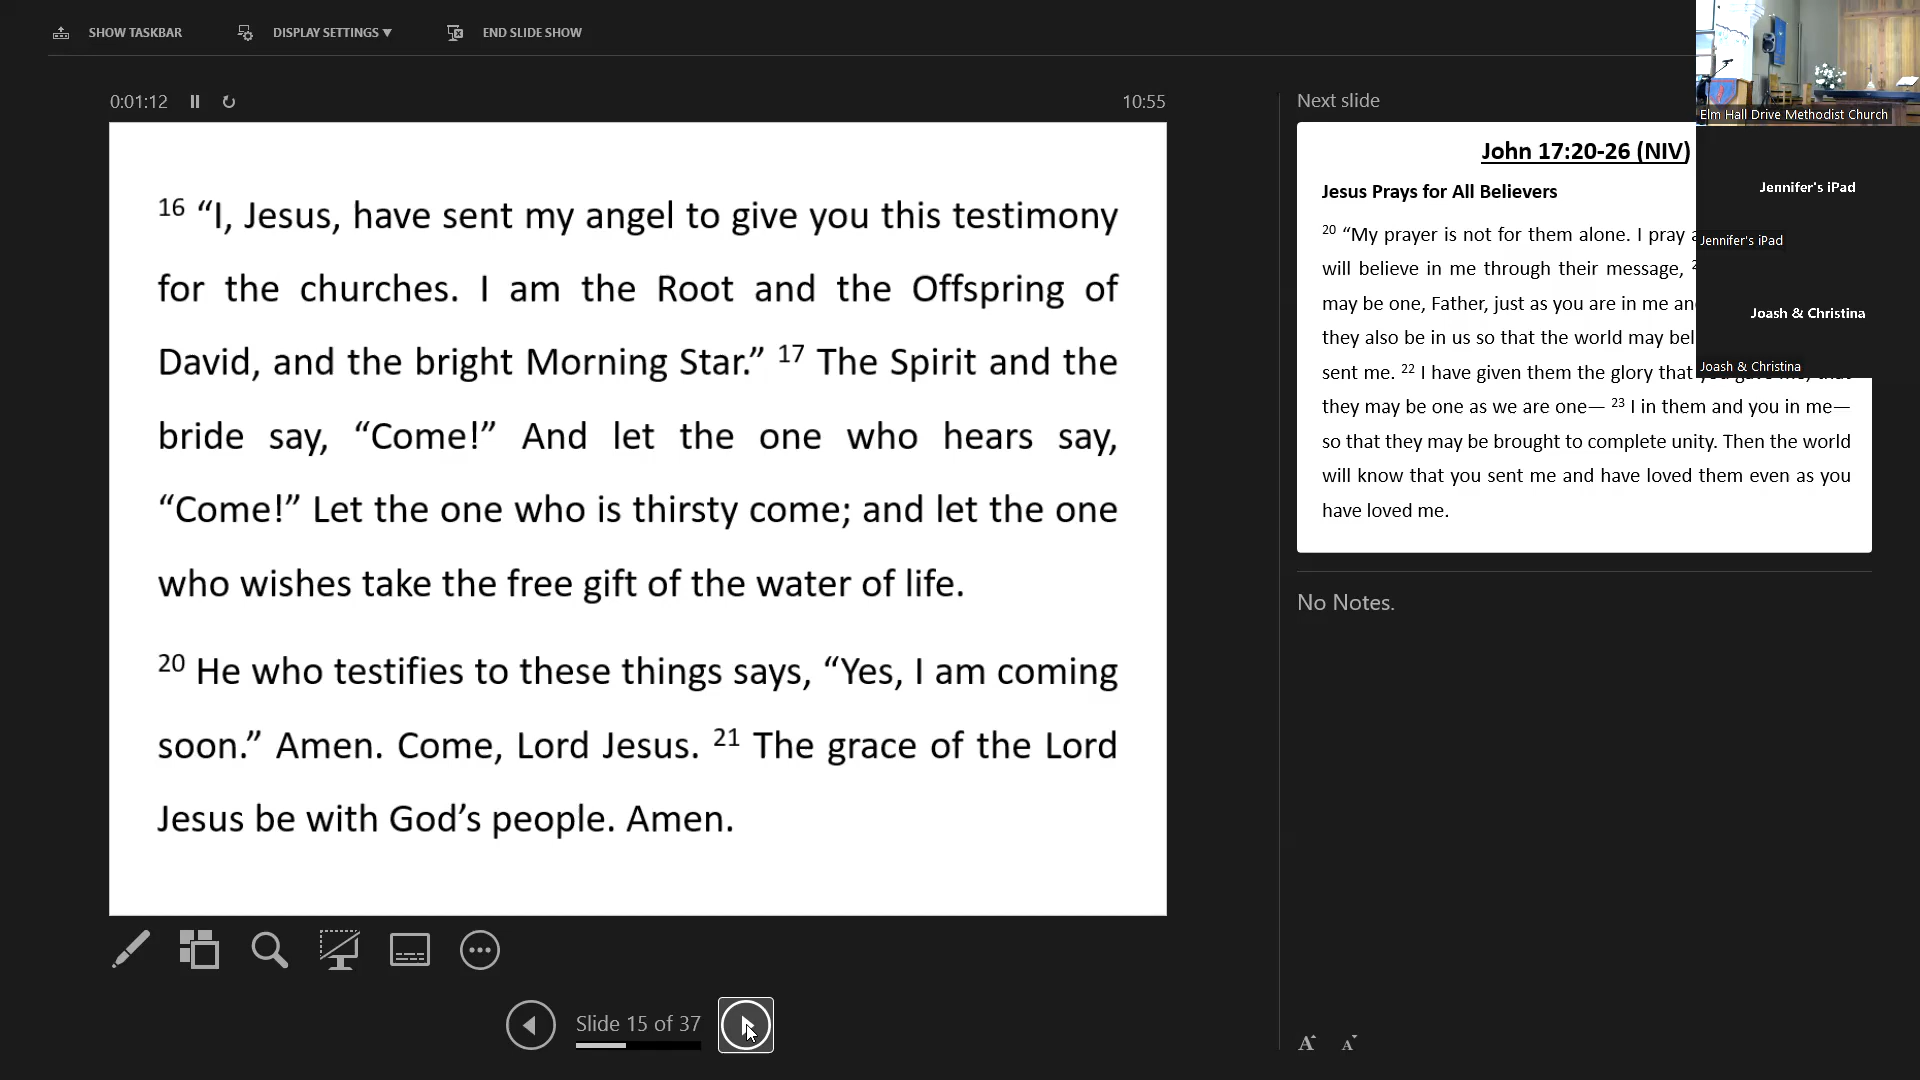 SHOW TASKBAR
DISPLAY SETTINGS ▼
END SLIDE SHOW
0:01:12
10:55
16 “I, Jesus, have sent my angel to give you this testimony
for the churches. I am the Root and the Offspring of
David, and the bright Morning Star.” 17 The Spirit and the
bride say, “Come!” And let the one who hears say,
“Come!” Let the one who is thirsty come; and let the one
who wishes take the free gift of the water of life.
20 He who testifies to these things says, “Yes, I am coming
soon.” Amen. Come, Lord Jesus. 21 The grace of the Lord
Jesus be with God’s people. Amen.
Slide 15 of 37
Next slide
John 17:20-26 (NIV)
Jesus Prays for All Believers
20 “My prayer is not for them alone. I pray
will believe in me through their message,
may be one, Father, just as you are in me
they also be in us so that the world may
sent me. 22 I have given them the glory that
they may be one as we are one— 23 I in them and you in me—
so that they may be brought to complete unity. Then the world
will know that you sent me and have loved them even as you
have loved me.
No Notes.
A
A
Elm Hall Drive Methodist Church
Jennifer's iPad
Jennifer's iPad
Joash & Christina
Joash & Christina